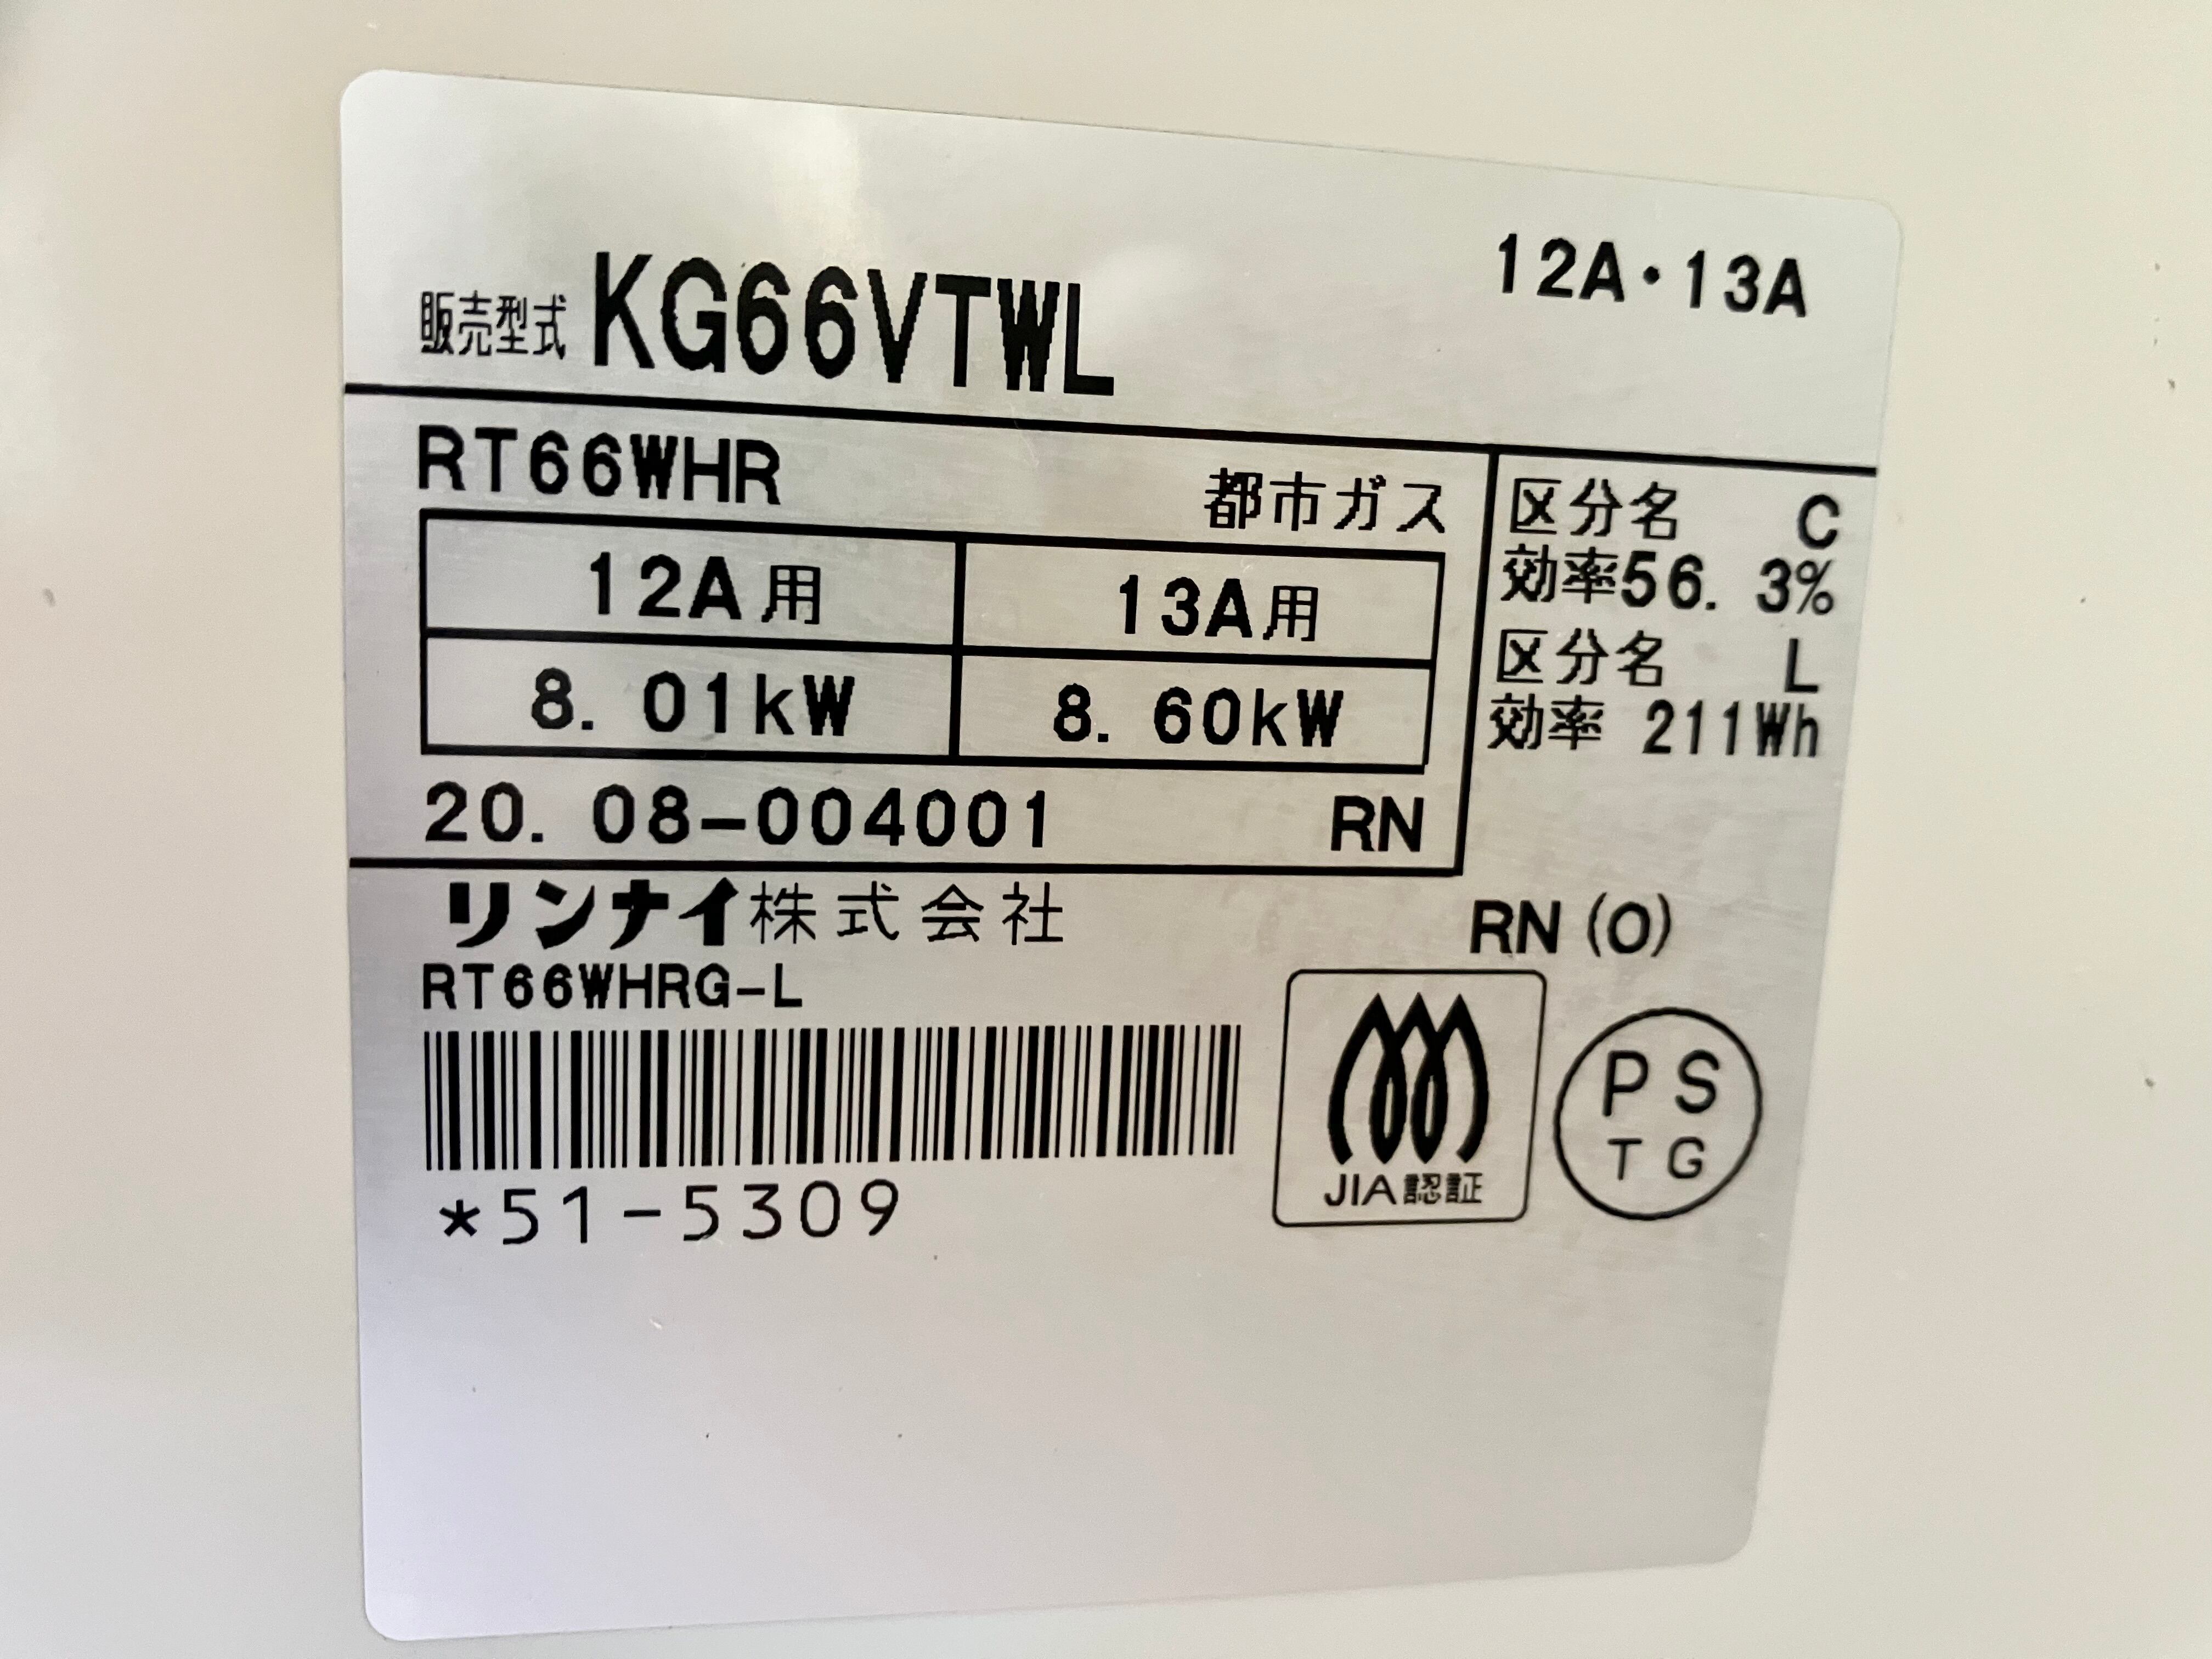 販売型式 KG66VTWL 12A・13A
RT66WHR 都市ガス
12A用 13A用
8.01kW 8.60kW
20.08-004001 RN
区分名 C
効率56.3%
区分名 L
効率 211Wh
リンナイ株式会社
RN(O)
RT66WHRG-L
*51-5309
JIA認証
PS
TG